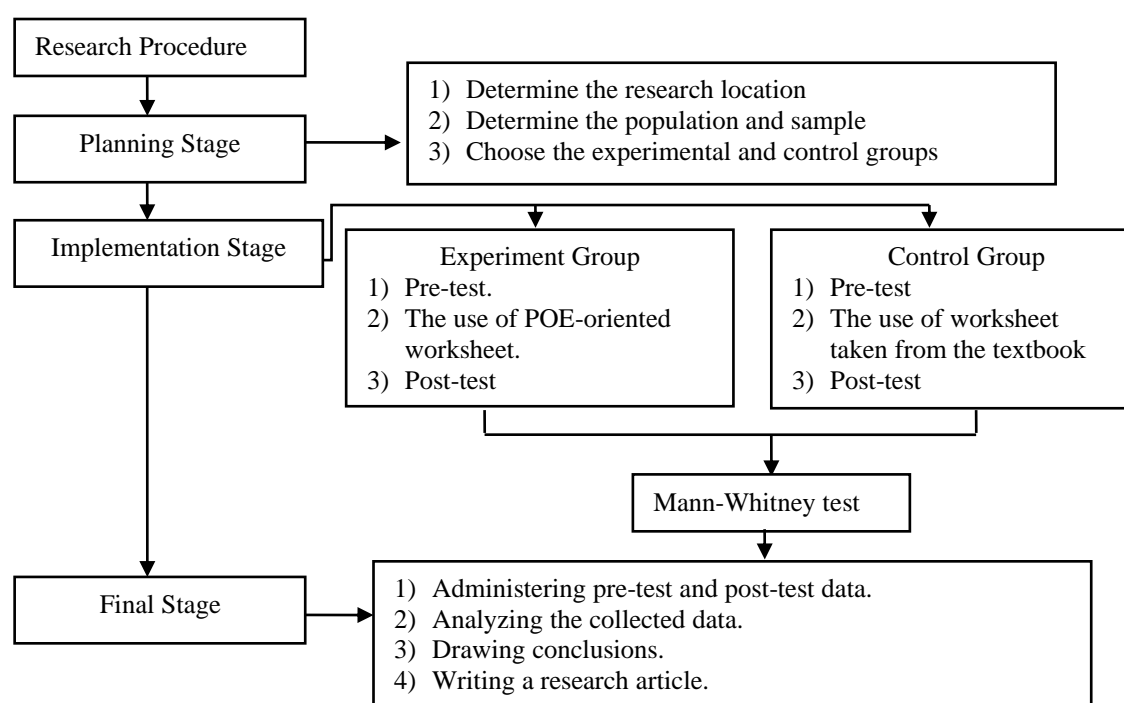 Research Procedure
1) Determine the research location
2) Determine the population and sample
3) Choose the experimental and control groups
Planning Stage
Implementation Stage
Experiment Group
1) Pre-test.
2) The use of POE-oriented
worksheet.
3) Post-test
Control Group
1) Pre-test
2) The use of worksheet
taken from the textbook
3) Post-test
Mann-Whitney test
Final Stage
1) Administering pre-test and post-test data.
2) Analyzing the collected data.
3) Drawing conclusions.
4) Writing a research article.